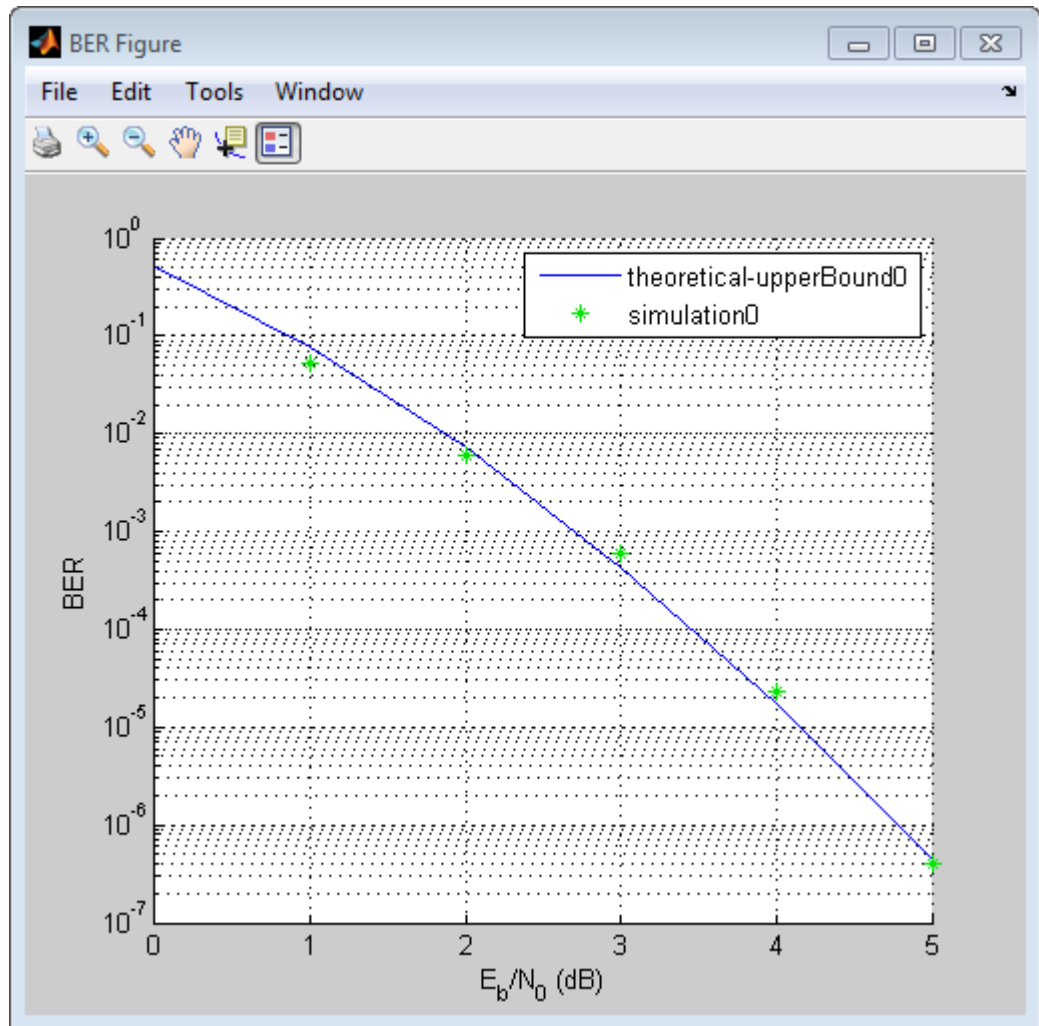 BER Figure
File Edit Tools Window
10^0
10^-1
10^-2
10^-3
10^-4
10^-5
10^-6
10^-7
BER
theoretical-upperBound0
simulation0
0 1 2 3 4 5
E_b/N_0 (dB)